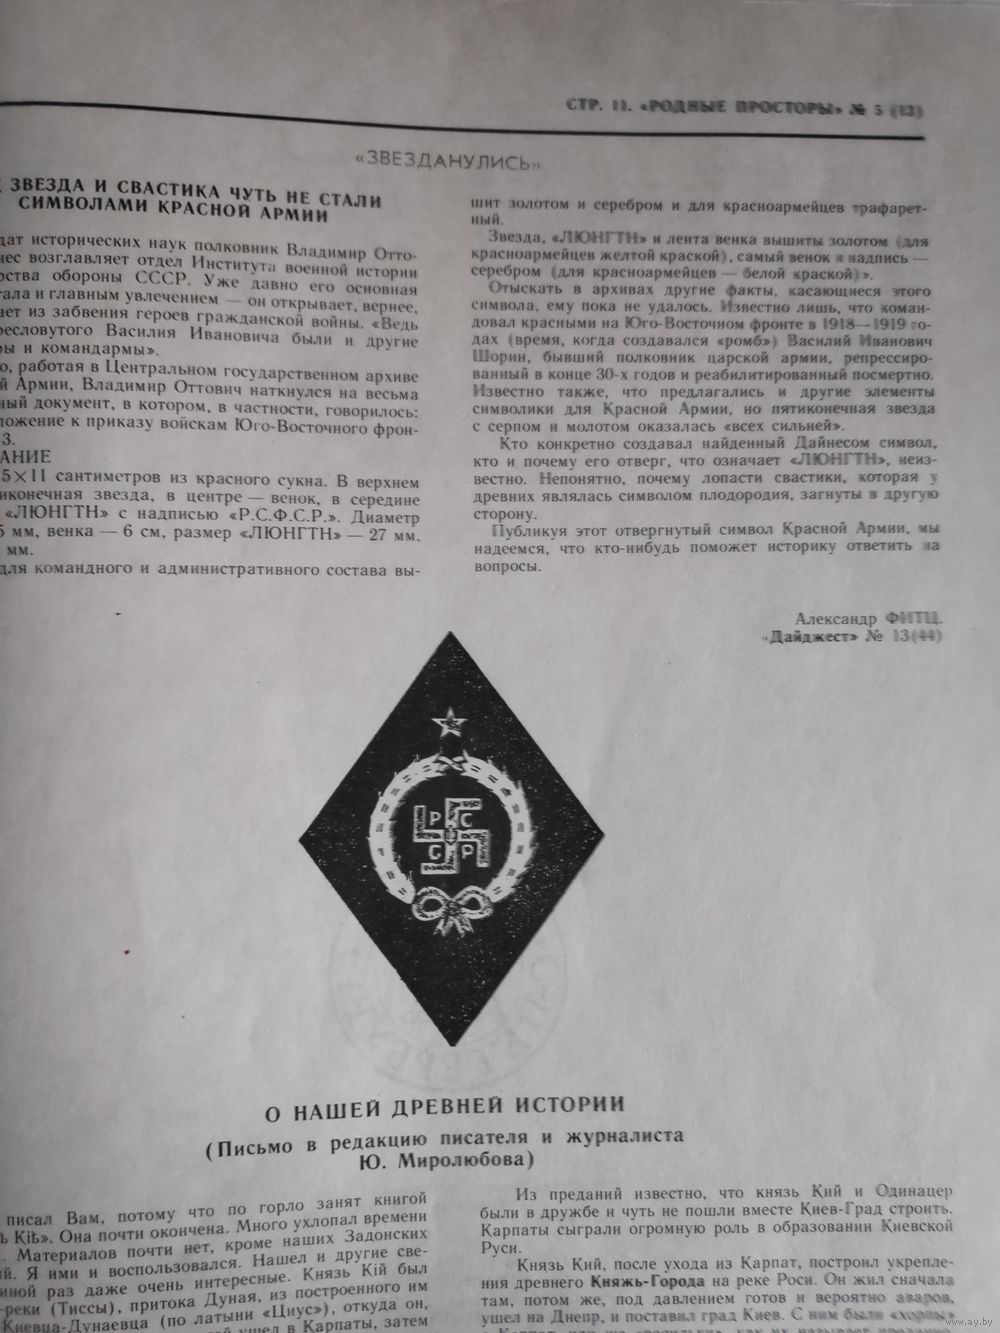 СТР. 11. «РОДНЫЕ ПРОСТОРЫ» № 5 (13)
«ЗВЕЗДАНУЛИСЬ»
ЗВЕЗДА И СВАСТИКА ЧУТЬ НЕ СТАЛИ
СИМВОЛАМИ КРАСНОЙ АРМИИ
дат исторических наук полковник Владимир Отто-
нес возглавляет отдел Института военной истории
рства обороны СССР. Уже давно его основная
тала и главным увлечением — он открывает, вернее,
ает из забвения героев гражданской войны. «Ведь
ресловутого Василия Ивановича были и другие
ры и командармы».
о, работая в Центральном государственном архиве
й Армии, Владимир Оттович наткнулся на весьма
ный документ, в котором, в частности, говорилось:
ложение к приказу войскам Юго-Восточного фрон-
3.
АНИЕ
5×11 сантиметров из красного сукна. В верхнем
иконечная звезда, в центре — венок, в середине
«ЛЮНГТН» с надписью «Р.С.Ф.С.Р.». Диаметр
5 мм, венка — 6 см, размер «ЛЮНГТН» — 27 мм,
мм.
для командного и административного состава вы-
шит золотом и серебром и для красноармейцев трафарет-
ный.
Звезда, «ЛЮНГТН» и лента венка вышиты золотом (для
красноармейцев желтой краской), самый венок и надпись —
серебром (для красноармейцев — белой краской)».
Отыскать в архивах другие факты, касающиеся этого
символа, ему пока не удалось. Известно лишь, что коман-
довал красными на Юго-Восточном фронте в 1918—1919 го-
дах (время, когда создавался «ромб») Василий Иванович
Шорин, бывший полковник царской армии, репрессиро-
ванный в конце 30-х годов и реабилитированный посмертно.
Известно также, что предлагались и другие элементы
символики для Красной Армии, но пятиконечная звезда
с серпом и молотом оказалась «всех сильней».
Кто конкретно создавал найденный Дайнесом символ,
кто и почему его отверг, что означает «ЛЮНГТН», неиз-
вестно. Непонятно, почему лопасти свастики, которая у
древних являлась символом плодородия, загнуты в другую
сторону.
Публикуя этот отвергнутый символ Красной Армии, мы
надеемся, что кто-нибудь поможет историку ответить на
вопросы.
Александр ФИТЦ.
«Дайджест» № 13(44)
Р С
С Р
О НАШЕЙ ДРЕВНЕЙ ИСТОРИИ
(Письмо в редакцию писателя и журналиста
Ю. Миролюбова)
писал Вам, потому что по горло занят книгой
ь Кіѣ». Она почти окончена. Много ухлопал времени
. Материалов почти нет, кроме наших Задонских
й. Я ими и воспользовался. Нашел и другие све-
иной раз даже очень интересные. Князь Кій был
-реки (Тиссы), притока Дуная, из построенного им
Киевца-Дунаевца (по латыни «Циус»), откуда он,
ушел в Карпаты, затем
Из преданий известно, что князь Кий и Одинацер
были в дружбе и чуть не пошли вместе Киев-Град строить.
Карпаты сыграли огромную роль в образовании Киевской
Руси.
Князь Кий, после ухода из Карпат, построил укрепле-
ния древнего Княжь-Города на реке Роси. Он жил сначала
там, потом же, под давлением готов и вероятно аваров,
ушел на Днепр, и поставил град Киев. С ним были «хорпы»
www.ay.by